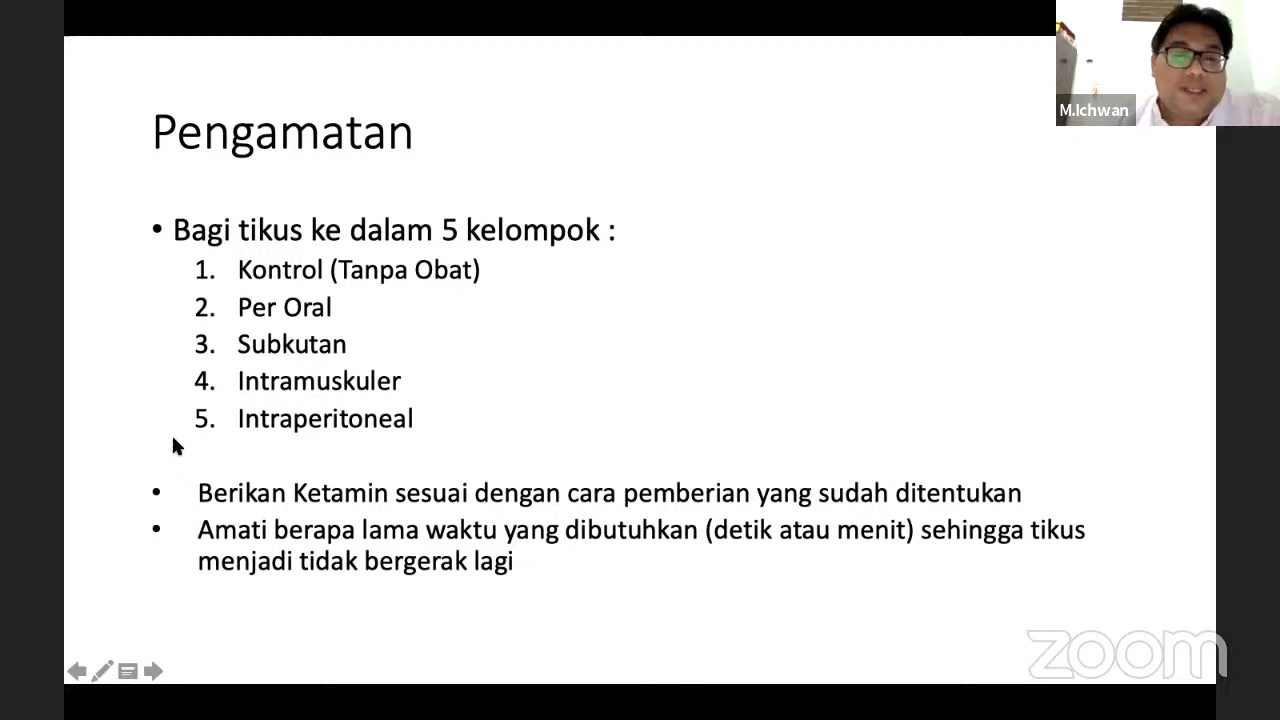 M.Ichwan
Pengamatan
• Bagi tikus ke dalam 5 kelompok :
1. Kontrol (Tanpa Obat)
2. Per Oral
3. Subkutan
4. Intramuskuler
5. Intraperitoneal
• Berikan Ketamin sesuai dengan cara pemberian yang sudah ditentukan
• Amati berapa lama waktu yang dibutuhkan (detik atau menit) sehingga tikus
menjadi tidak bergerak lagi
zoom